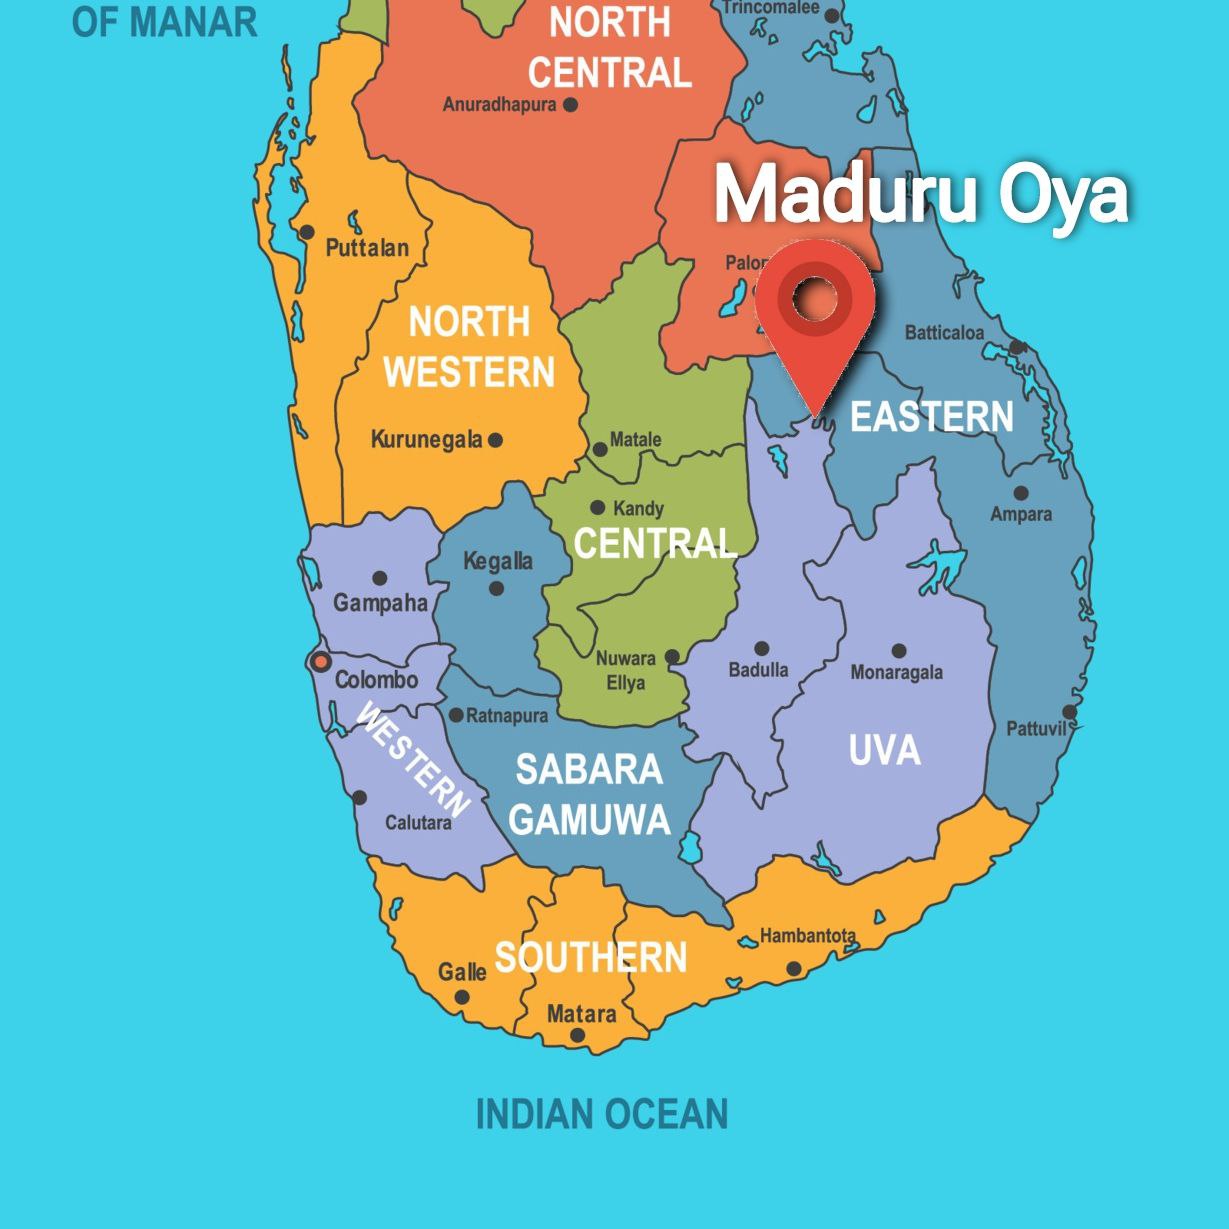 OF MANAR
NORTH
CENTRAL
Trincomalee
Anuradhapura
Maduru Oya
Puttalan
NORTH
WESTERN
Batticaloa
EASTERN
Kurunegala
Matale
Kandy
CENTRAL
Ampara
Kegalla
Gampaha
Nuwara
Ellya
Badulla
Monaragala
Colombo
Ratnapura
Pattuvil
WESTERN
SABARA
GAMUWA
UVA
Calutara
SOUTHERN
Hambantota
Galle
Matara
INDIAN OCEAN